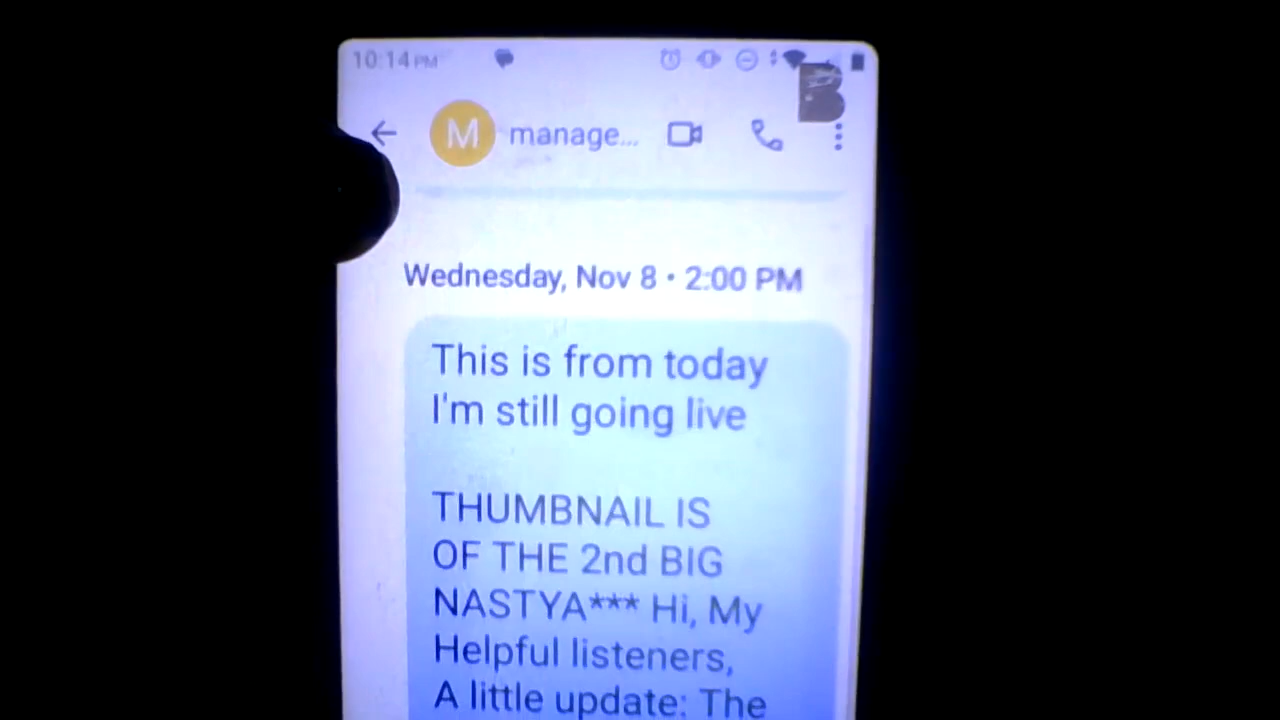 10:14 PM
M manage...
Wednesday, Nov 8 • 2:00 PM
This is from today
I'm still going live
THUMBNAIL IS
OF THE 2nd BIG
NASTYA*** Hi, My
Helpful listeners,
A little update: The
B